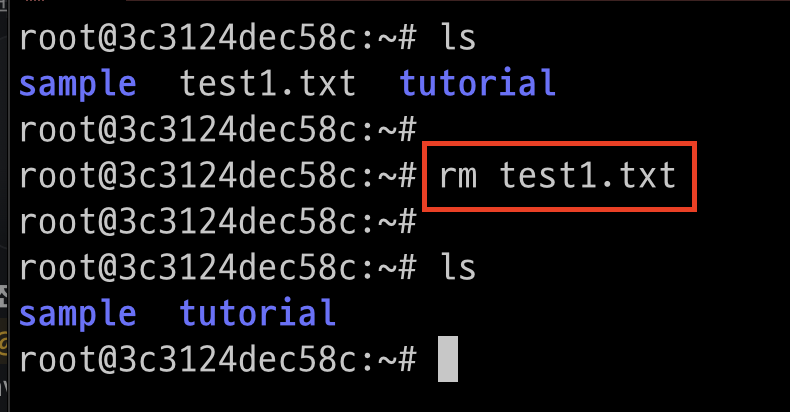 root@3c3124dec58c:~# ls
sample  test1.txt  tutorial
root@3c3124dec58c:~#
root@3c3124dec58c:~# rm test1.txt
root@3c3124dec58c:~#
root@3c3124dec58c:~# ls
sample  tutorial
root@3c3124dec58c:~#